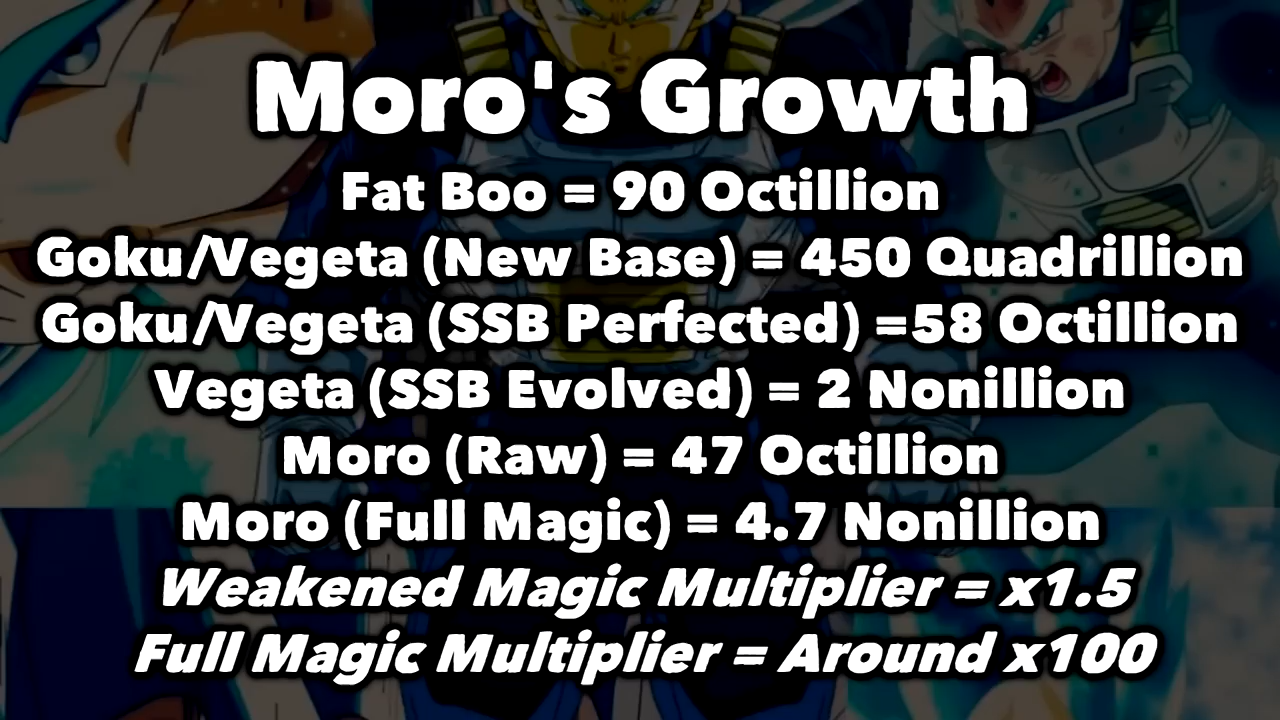 Moro's Growth
Fat Boo = 90 Octillion
Goku/Vegeta (New Base) = 450 Quadrillion
Goku/Vegeta (SSB Perfected) =58 Octillion
Vegeta (SSB Evolved) = 2 Nonillion
Moro (Raw) = 47 Octillion
Moro (Full Magic) = 4.7 Nonillion
Weakened Magic Multiplier = x1.5
Full Magic Multiplier = Around x100